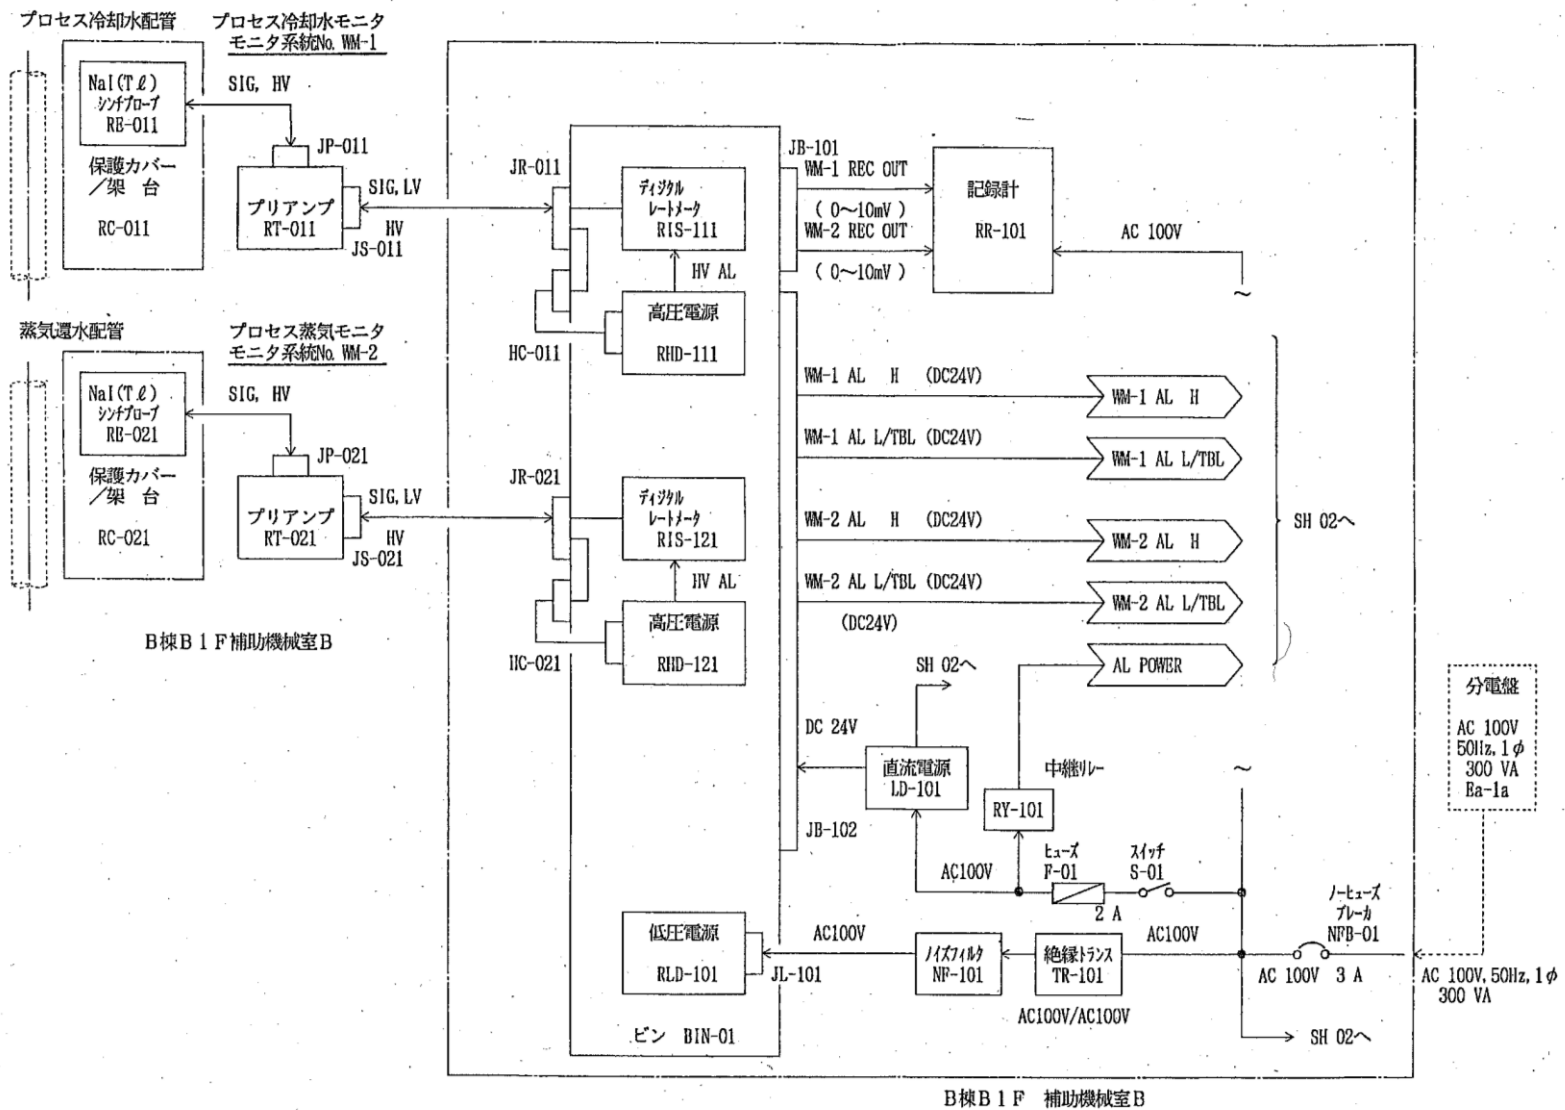 プロセス冷却水配管
プロセス冷却水モニタ
モニタ系統No. WM-1
NaI(Tℓ)
シンチプローブ
RE-011
保護カバー
／架 台
RC-011
SIG, HV
JP-011
プリアンプ
RT-011
SIG, LV
HV
JS-011
蒸気還水配管
プロセス蒸気モニタ
モニタ系統No. WM-2
NaI(Tℓ)
シンチプローブ
RE-021
保護カバー
／架 台
RC-021
SIG, HV
JP-021
プリアンプ
RT-021
SIG, LV
HV
JS-021
B棟B1F補助機械室B
JR-011
ディジタル
レートメータ
RIS-111
HV AL
高圧電源
RHD-111
HC-011
JR-021
ディジタル
レートメータ
RIS-121
HV AL
高圧電源
RHD-121
HC-021
低圧電源
RLD-101
JL-101
ビン BIN-01
JB-101
WM-1 REC OUT
( 0～10mV )
WM-2 REC OUT
( 0～10mV )
記録計
RR-101
AC 100V
～
WM-1 AL H (DC24V)
WM-1 AL H
WM-1 AL L/TBL (DC24V)
WM-1 AL L/TBL
WM-2 AL H (DC24V)
WM-2 AL H
WM-2 AL L/TBL (DC24V)
(DC24V)
WM-2 AL L/TBL
AL POWER
SH 02へ
SH 02へ
DC 24V
直流電源
LD-101
中継リレー
RY-101
～
JB-102
AC100V
ヒューズ
F-01
2 A
スイッチ
S-01
AC100V
ノイズフィルタ
NF-101
絶縁トランス
TR-101
AC100V/AC100V
AC100V
ノーヒューズ
ブレーカ
NFB-01
AC 100V 3 A
SH 02へ
分電盤
AC 100V
50Hz, 1φ
300 VA
Ea-1a
AC 100V, 50Hz, 1φ
300 VA
B棟B1F 補助機械室B